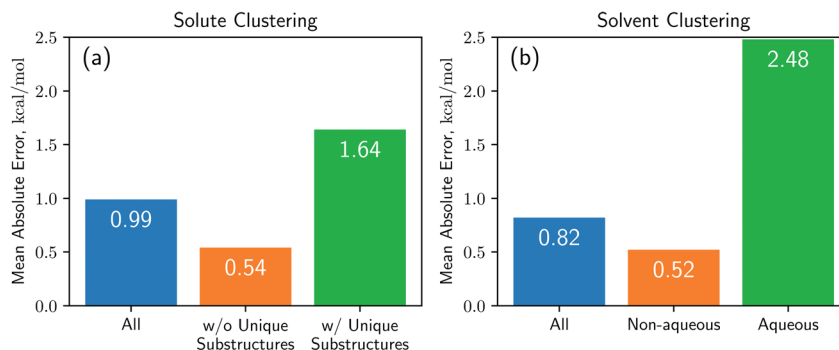 Solute Clustering
(a)
Mean Absolute Error, kcal/mol
2.5
2.0
1.5
1.0
0.5
0.0
0.99
0.54
1.64
All
w/o Unique
Substructures
w/ Unique
Substructures
Solvent Clustering
(b)
Mean Absolute Error, kcal/mol
2.5
2.0
1.5
1.0
0.5
0.0
0.82
0.52
2.48
All
Non-aqueous
Aqueous